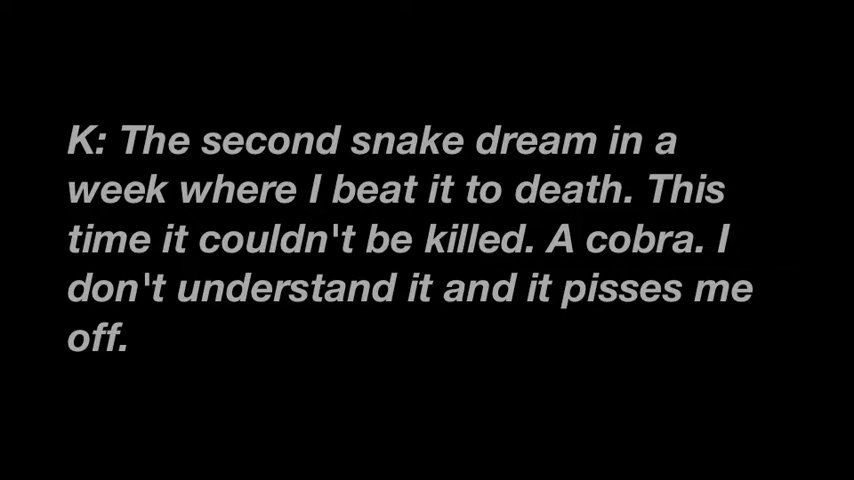 K: The second snake dream in a
week where I beat it to death. This
time it couldn't be killed. A cobra. I
don't understand it and it pisses me
off.